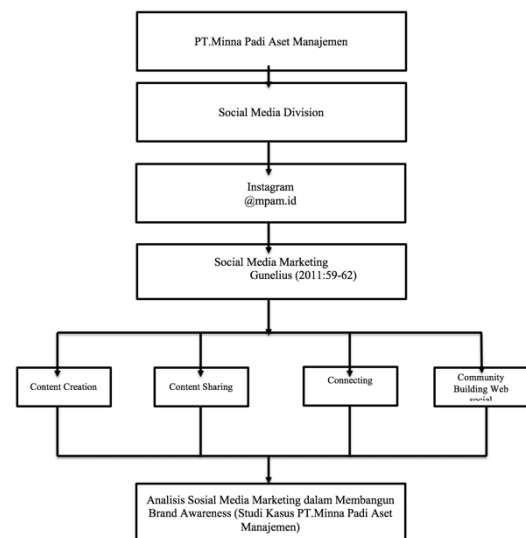 PT.Minna Padi Aset Manajemen
Social Media Division
Instagram
@mpam.id
Social Media Marketing
Gunelius (2011:59-62)
Content Creation
Content Sharing
Connecting
Community
Building Web
social
Analisis Sosial Media Marketing dalam Membangun
Brand Awareness (Studi Kasus PT.Minna Padi Aset
Manajemen)